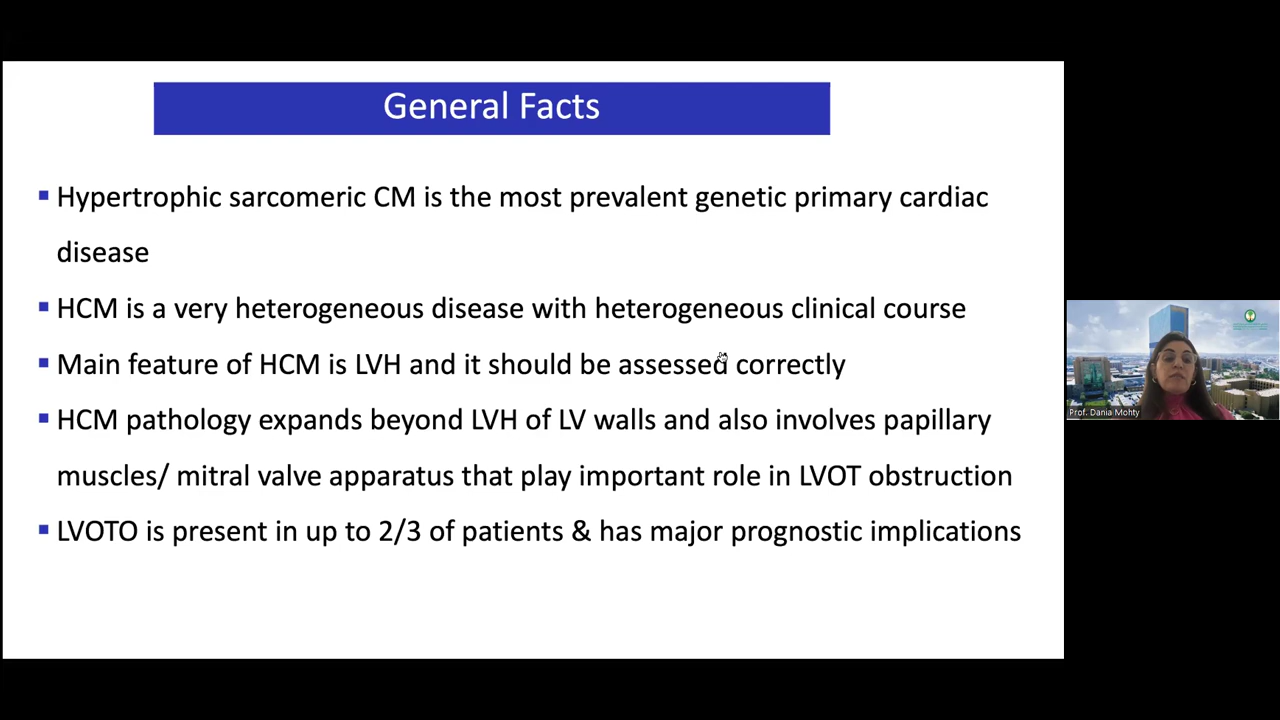 General Facts
▪ Hypertrophic sarcomeric CM is the most prevalent genetic primary cardiac
disease
▪ HCM is a very heterogeneous disease with heterogeneous clinical course
▪ Main feature of HCM is LVH and it should be assessed correctly
▪ HCM pathology expands beyond LVH of LV walls and also involves papillary
muscles/ mitral valve apparatus that play important role in LVOT obstruction
▪ LVOTO is present in up to 2/3 of patients & has major prognostic implications
Prof. Dania Mohty